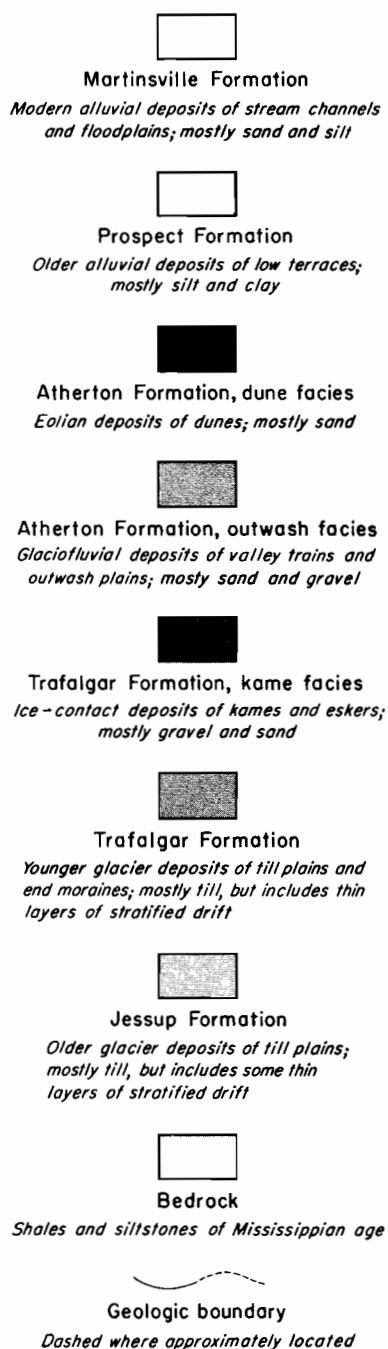 Martinsville Formation
Modern alluvial deposits of stream channels
and floodplains; mostly sand and silt
Prospect Formation
Older alluvial deposits of low terraces;
mostly silt and clay
Atherton Formation, dune facies
Eolian deposits of dunes; mostly sand
Atherton Formation, outwash facies
Glaciofluvial deposits of valley trains and
outwash plains; mosty sand and gravel
Trafalgar Formation, kame facies
Ice-contact deposits of kames and eskers;
mostly gravel and sand
Trafalgar Formation
Younger glacier deposits of till plains and
end moraines; mostly till, but includes thin
layers of stratified drift
Jessup Formation
Older glacier deposits of till plains;
mostly till, but includes some thin
layers of stratified drift
Bedrock
Shales and siltstones of Mississippian age
Geologic boundary
Dashed where approximately located